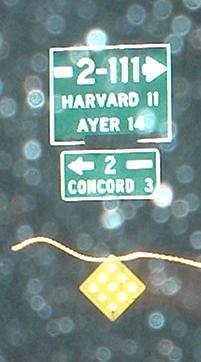 2-111
HARVARD 11
AYER 14
2
CONCORD 3